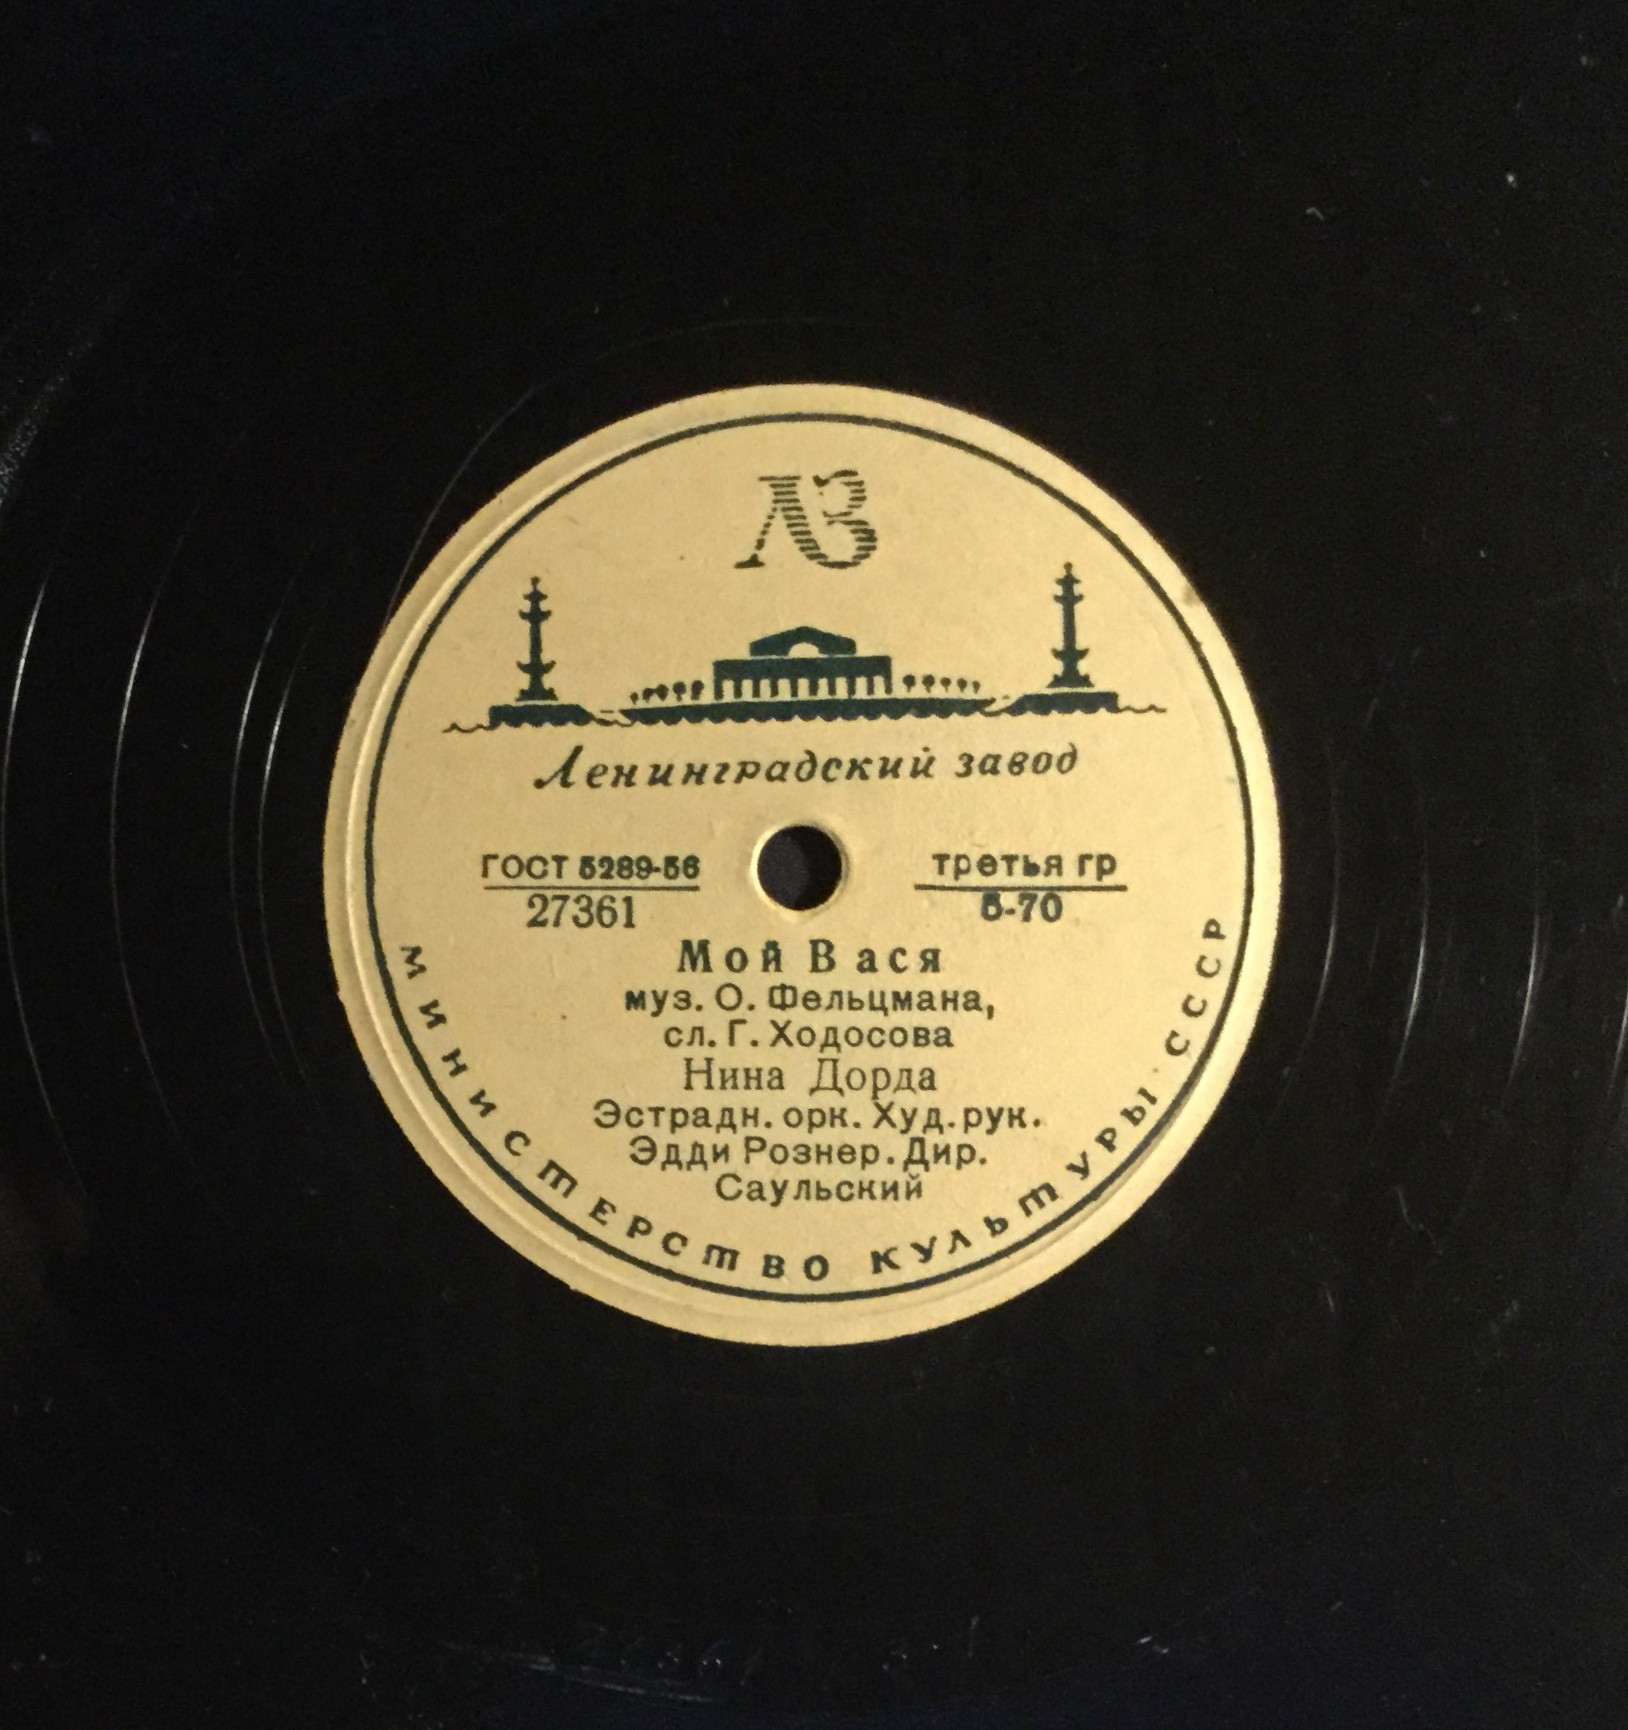 ЛЗ
Ленинградский завод
ГОСТ 5289-56
27361
третья гр
5-70
Мой Вася
муз. О. Фельцмана,
сл. Г. Ходосова
Нина Дорда
Эстрадн. орк. Худ. рук.
Эдди Рознер. Дир.
Саульский
МИНИСТЕРСТВО КУЛЬТУРЫ · СССР